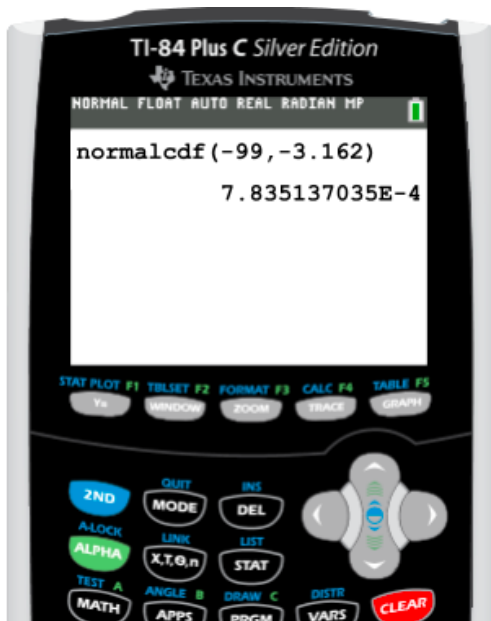 TI-84 Plus C Silver Edition
TEXAS INSTRUMENTS
NORMAL FLOAT AUTO REAL RADIAN MP
normalcdf(-99,-3.162)
7.835137035E-4
STAT PLOT F1 TBLSET F2 FORMAT F3 CALC F4 TABLE F5
Y= WINDOW ZOOM TRACE GRAPH
QUIT INS
2ND MODE DEL
A-LOCK LINK LIST
ALPHA X,T,Θ,n STAT
TEST A ANGLE B DRAW C DISTR
MATH APPS PRGM VARS CLEAR